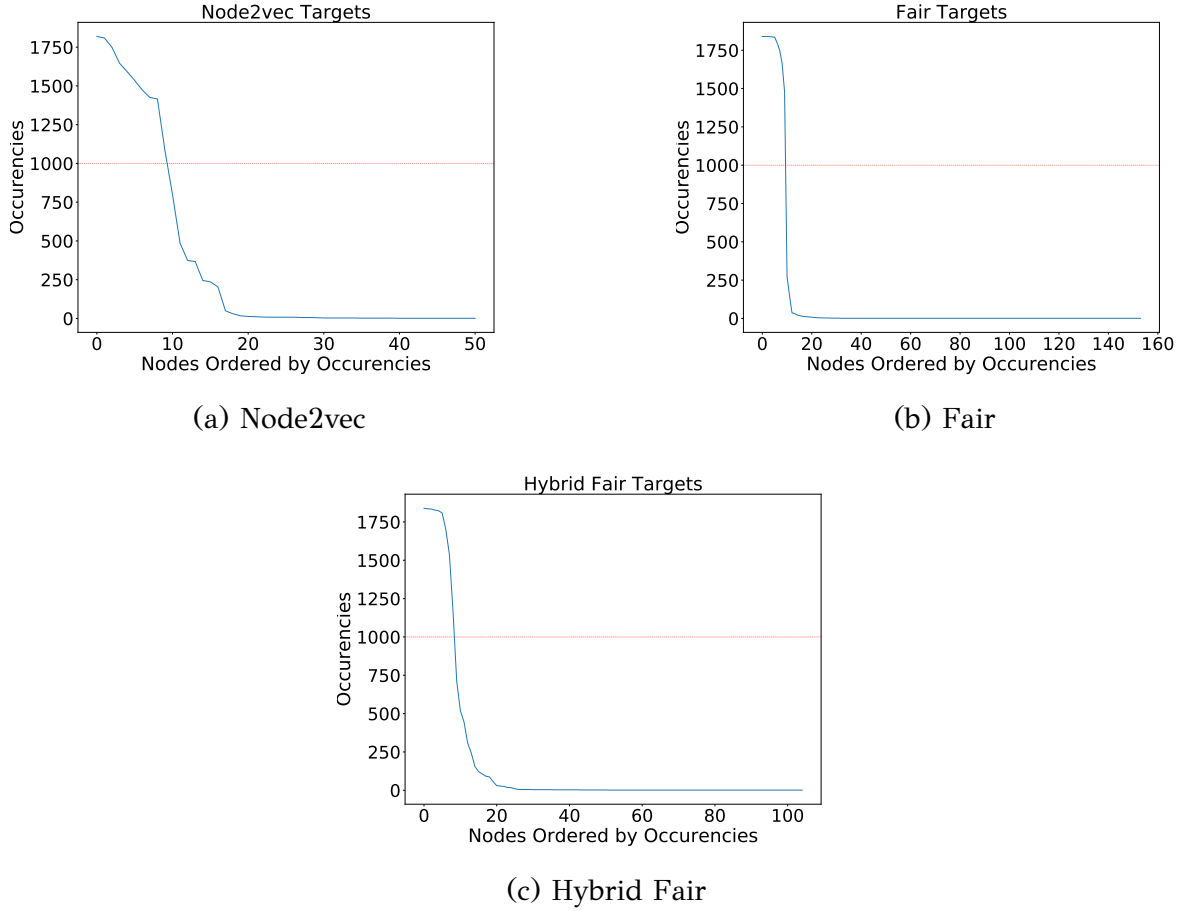 Node2vec Targets
1750
1500
1250
1000
750
500
250
0
Occurencies
0 10 20 30 40 50
Nodes Ordered by Occurencies
(a) Node2vec
Fair Targets
1750
1500
1250
1000
750
500
250
0
Occurencies
0 20 40 60 80 100 120 140 160
Nodes Ordered by Occurencies
(b) Fair
Hybrid Fair Targets
1750
1500
1250
1000
750
500
250
0
Occurencies
0 20 40 60 80 100
Nodes Ordered by Occurencies
(c) Hybrid Fair